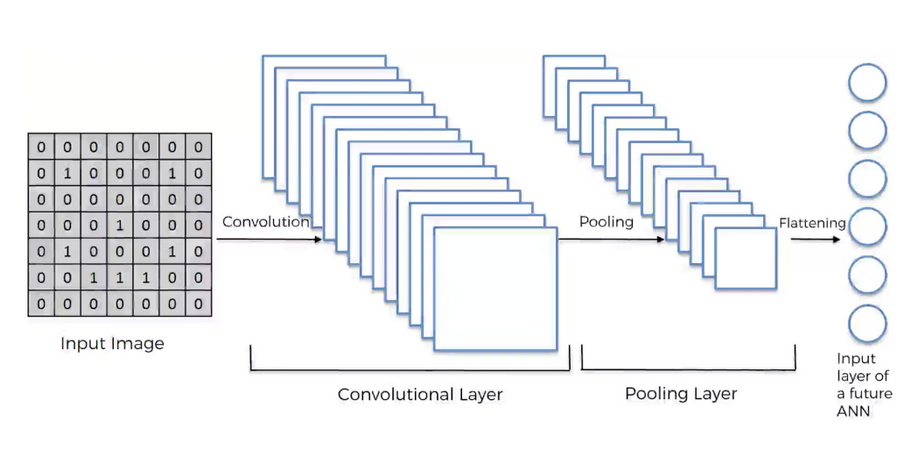 0 0 0 0 0 0 0
0 1 0 0 0 1 0
0 0 0 0 0 0 0
0 0 0 1 0 0 0
0 1 0 0 0 1 0
0 0 1 1 1 0 0
0 0 0 0 0 0 0
Input Image
Convolution
Convolutional Layer
Pooling
Pooling Layer
Flattening
Input
layer of
a future
ANN